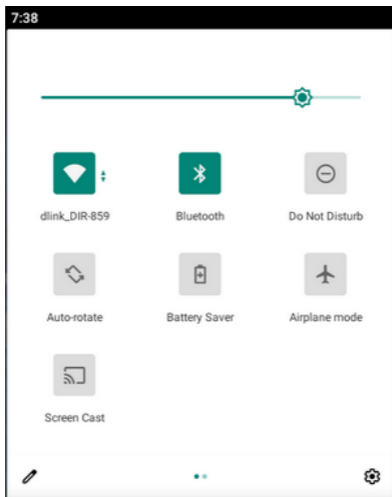 7:38
dlink_DIR-859
Bluetooth
Do Not Disturb
Auto-rotate
Battery Saver
Airplane mode
Screen Cast